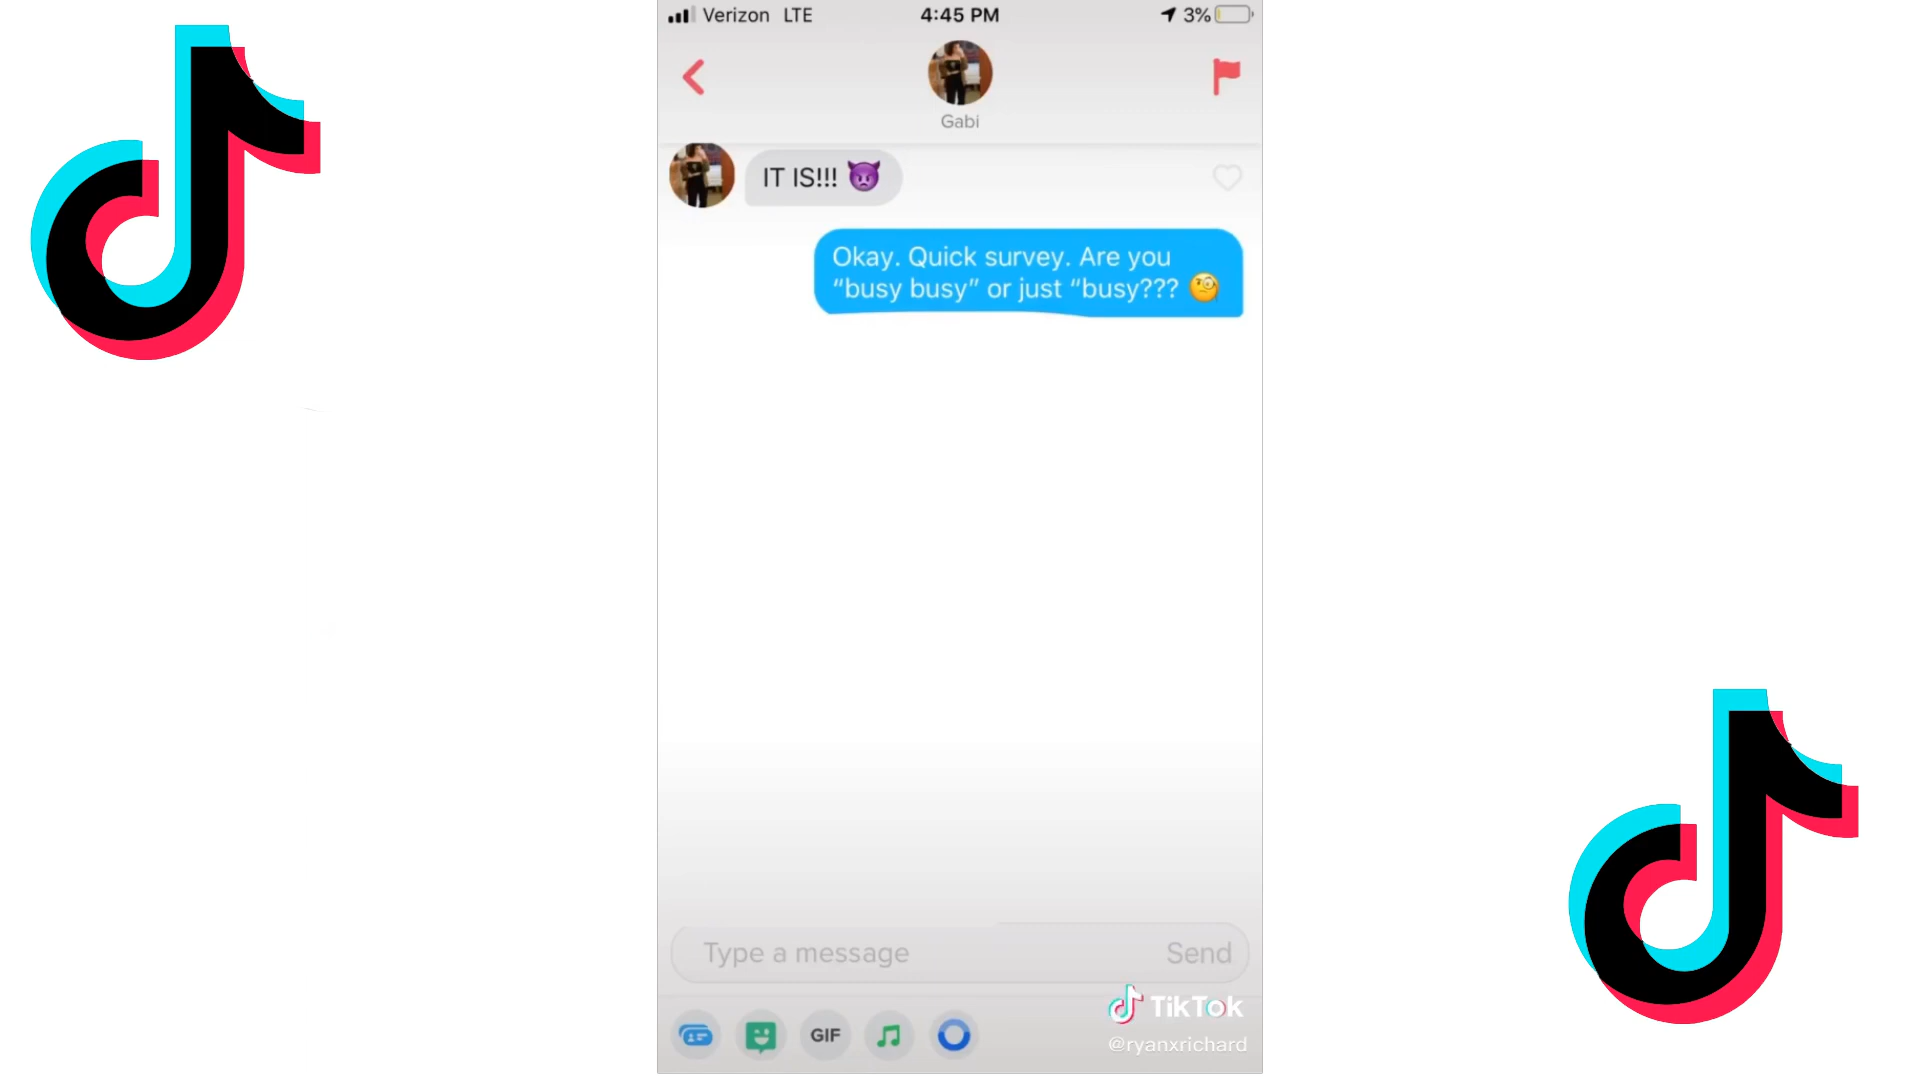 Verizon LTE 4:45 PM 3%
Gabi
IT IS!!! 👿
Okay. Quick survey. Are you
“busy busy” or just “busy??? 🧐
Type a message Send
GIF
TikTok
@ryanxrichard